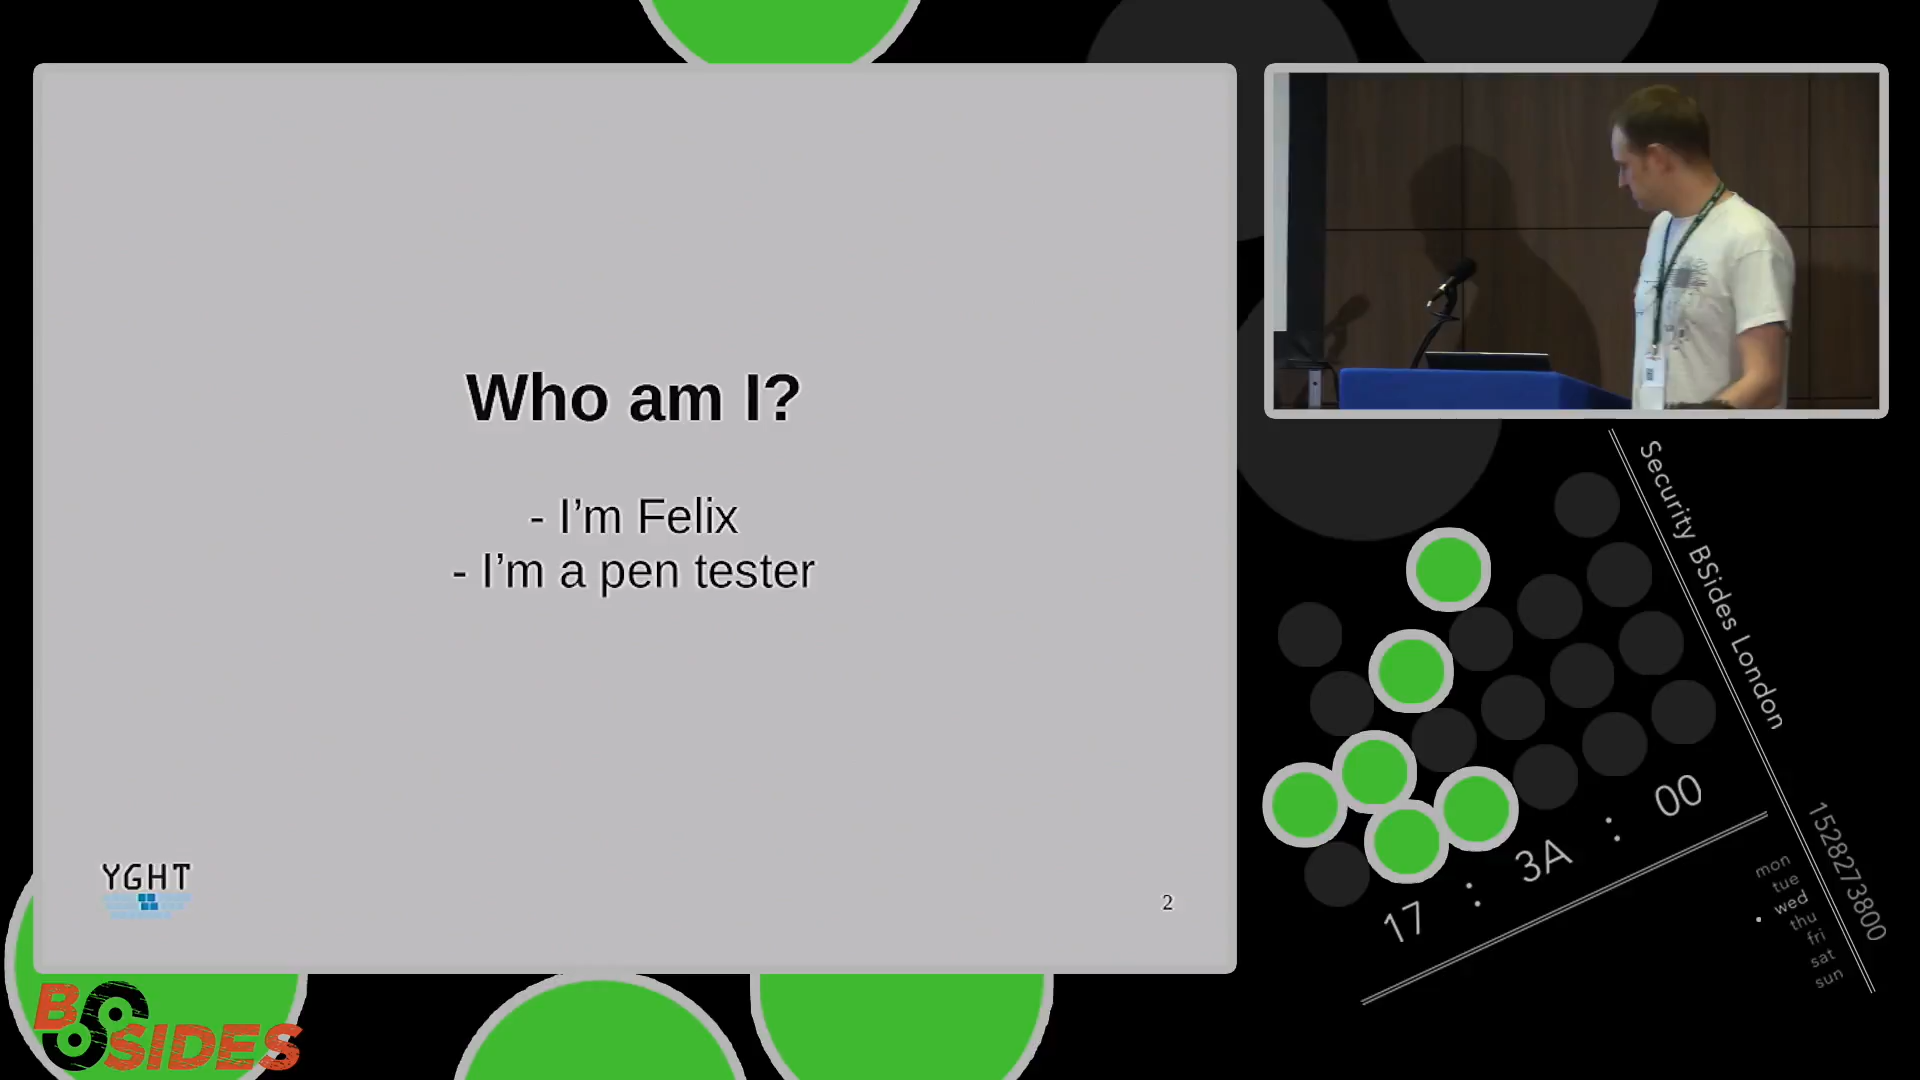 Who am I?
- I’m Felix
- I’m a pen tester
YGHT
2
Security BSides London
17 : 3A : 00
1528273800
mon
tue
wed
thu
fri
sat
sun
BSIDES